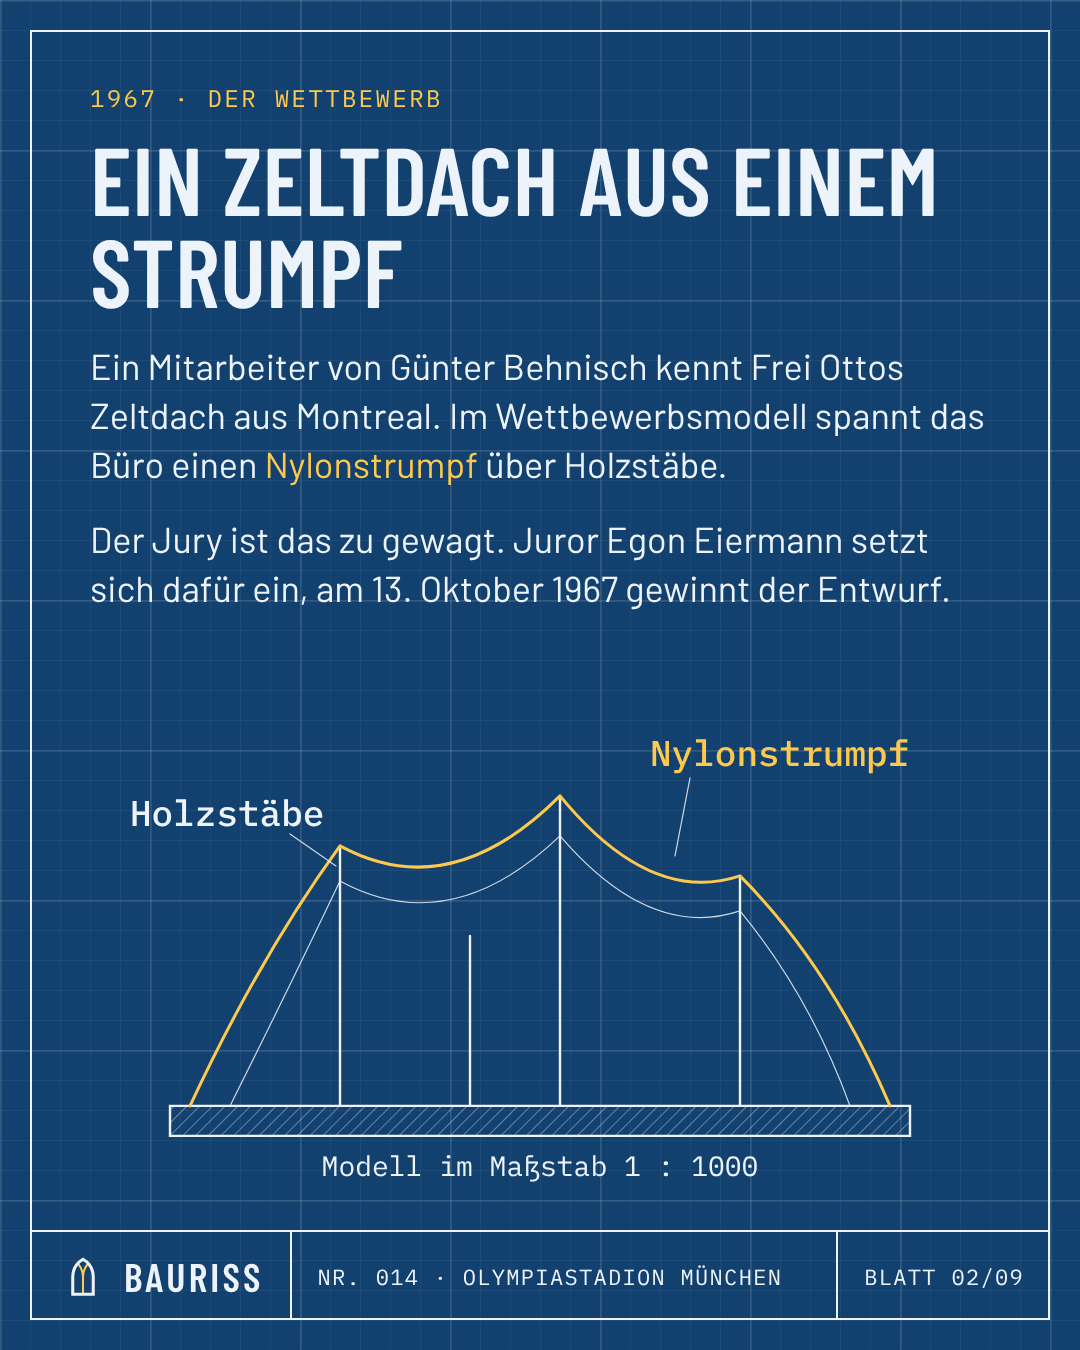 1967 · DER WETTBEWERB
EIN ZELTDACH AUS EINEM
STRUMPF
Ein Mitarbeiter von Günter Behnisch kennt Frei Ottos
Zeltdach aus Montreal. Im Wettbewerbsmodell spannt das
Büro einen Nylonstrumpf über Holzstäbe.
Der Jury ist das zu gewagt. Juror Egon Eiermann setzt
sich dafür ein, am 13. Oktober 1967 gewinnt der Entwurf.
Nylonstrumpf
Holzstäbe
Modell im Maßstab 1 : 1000
BAURISS
NR. 014 · OLYMPIASTADION MÜNCHEN
BLATT 02/09